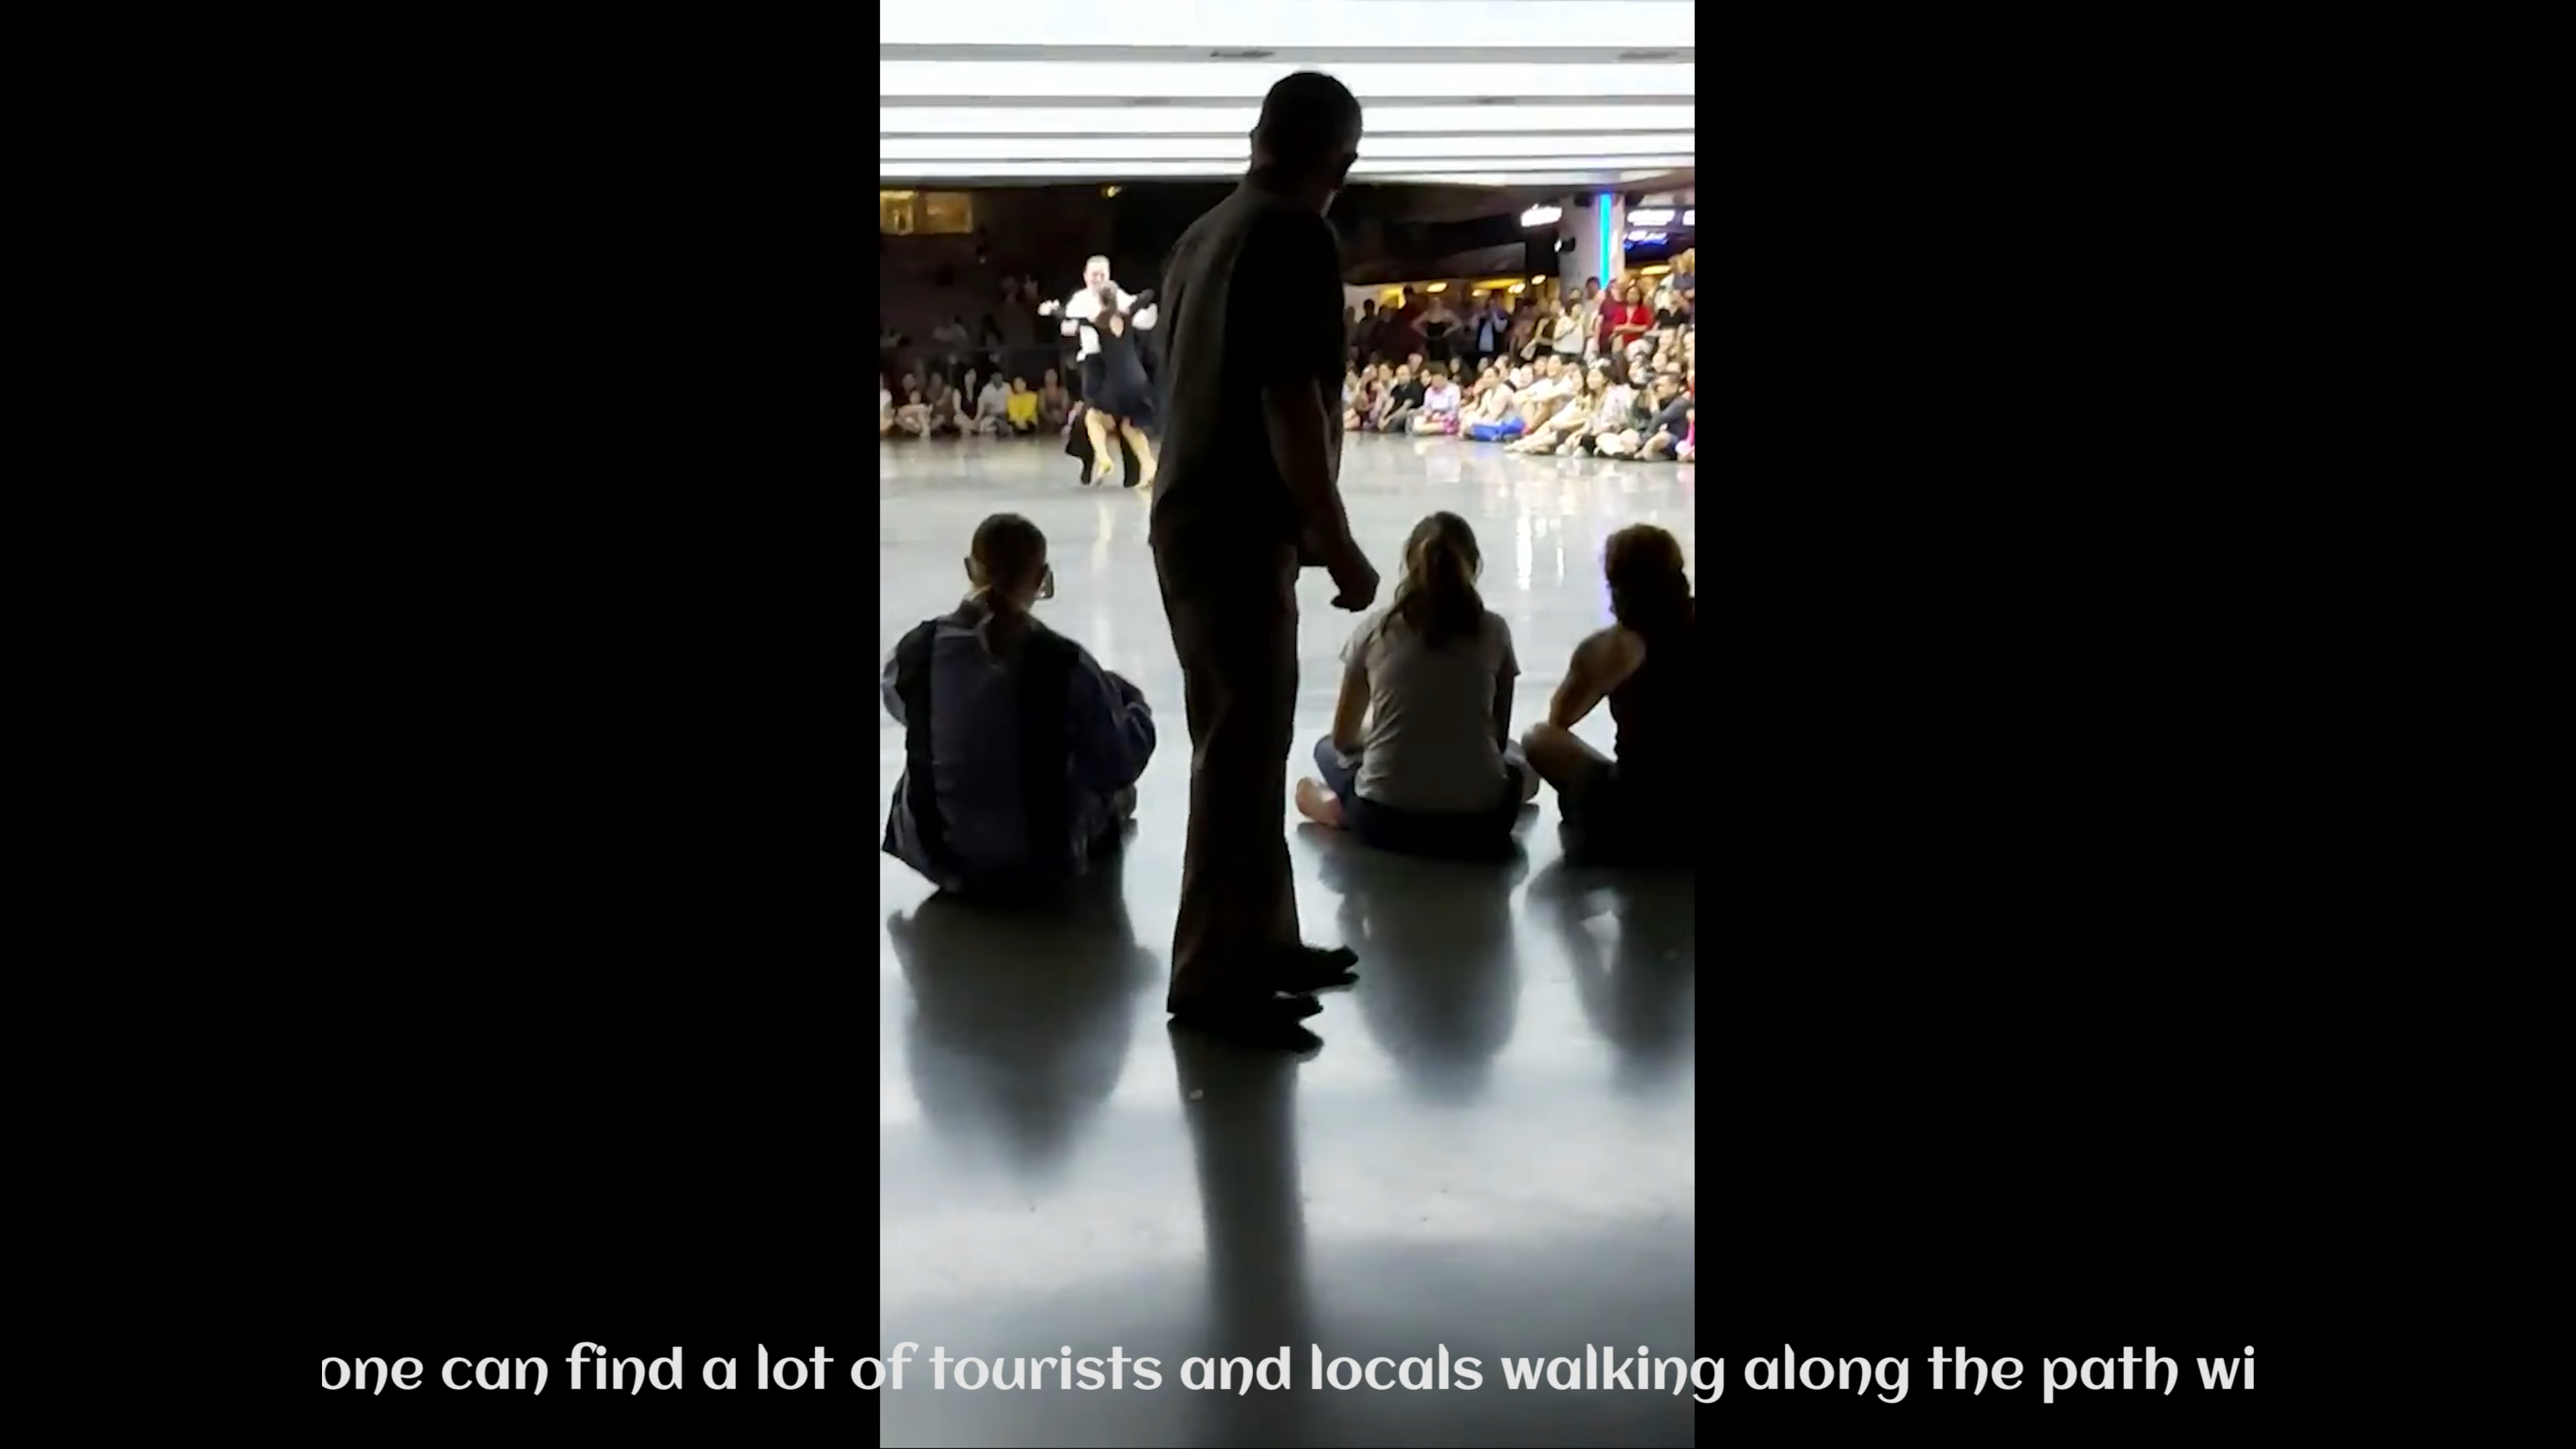 one can find a lot of tourists and locals walking along the path wi